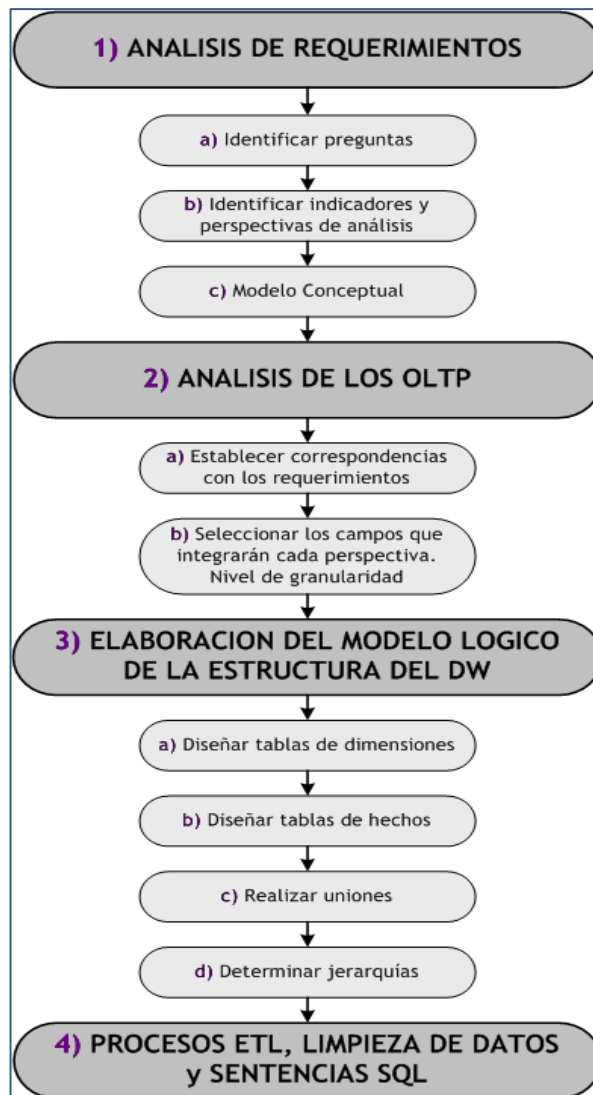 1) ANALISIS DE REQUERIMIENTOS
a) Identificar preguntas
b) Identificar indicadores y
perspectivas de análisis
c) Modelo Conceptual
2) ANALISIS DE LOS OLTP
a) Establecer correspondencias
con los requerimientos
b) Seleccionar los campos que
integrarán cada perspectiva.
Nivel de granularidad
3) ELABORACION DEL MODELO LOGICO
DE LA ESTRUCTURA DEL DW
a) Diseñar tablas de dimensiones
b) Diseñar tablas de hechos
c) Realizar uniones
d) Determinar jerarquías
4) PROCESOS ETL, LIMPIEZA DE DATOS
y SENTENCIAS SQL